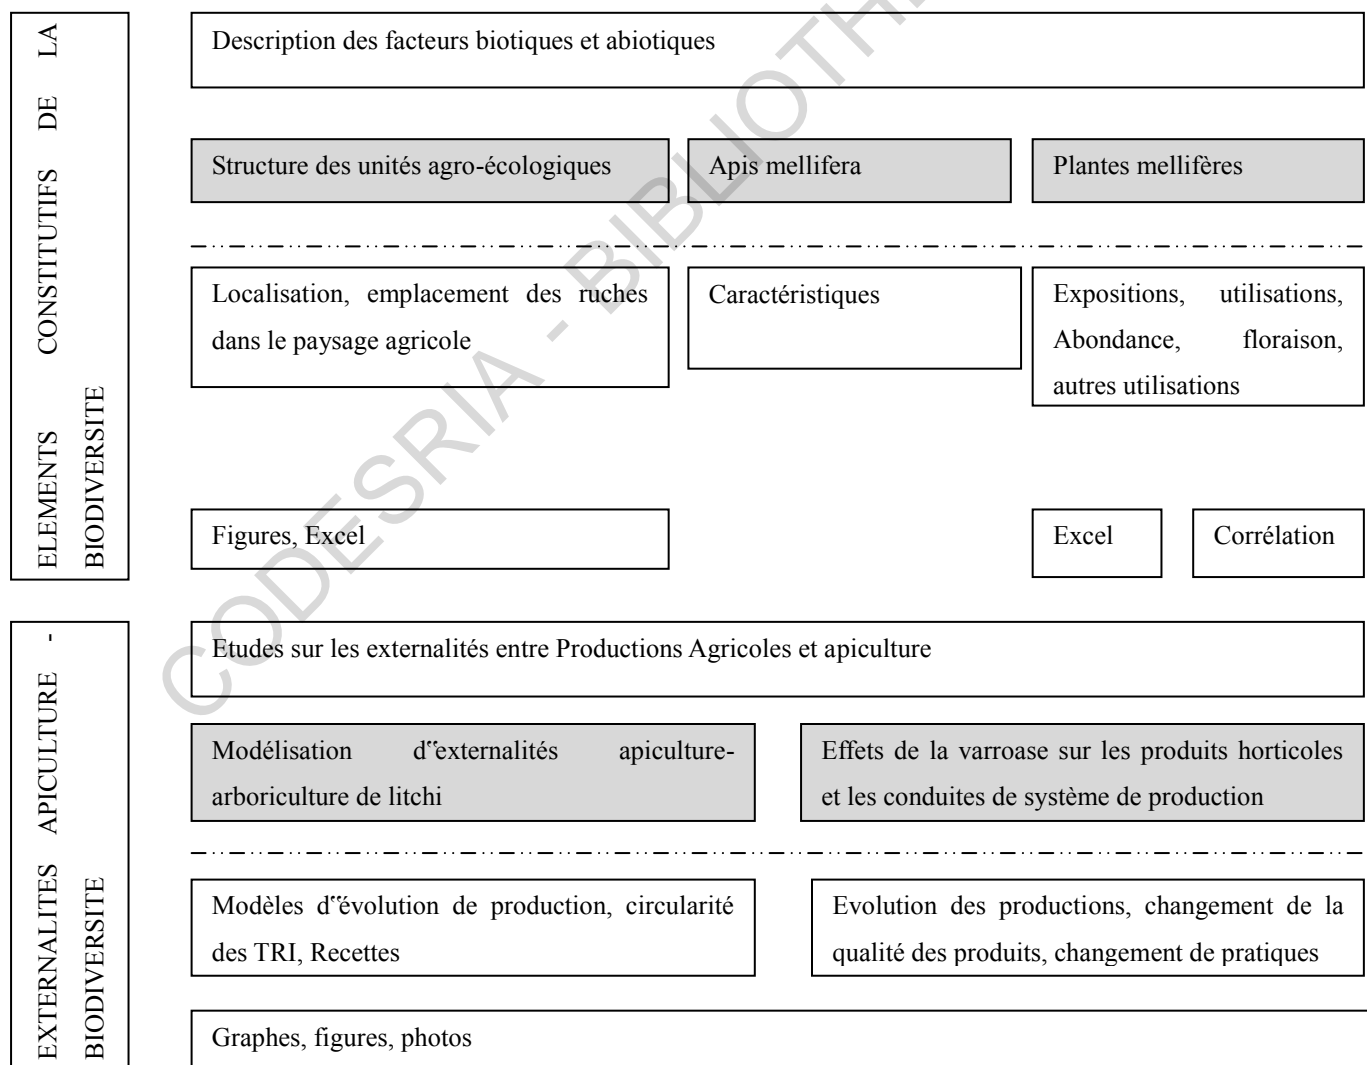 ELEMENTS CONSTITUTIFS DE LA
BIODIVERSITE
Description des facteurs biotiques et abiotiques
Structure des unités agro-écologiques
Apis mellifera
Plantes mellifères
Localisation, emplacement des ruches
dans le paysage agricole
Caractéristiques
Expositions, utilisations,
Abondance, floraison,
autres utilisations
Figures, Excel
Excel
Corrélation
EXTERNALITES APICULTURE -
BIODIVERSITE
Etudes sur les externalités entre Productions Agricoles et apiculture
Modélisation d‟externalités apiculture-
arboriculture de litchi
Effets de la varroase sur les produits horticoles
et les conduites de système de production
Modèles d‟évolution de production, circularité
des TRI, Recettes
Evolution des productions, changement de la
qualité des produits, changement de pratiques
Graphes, figures, photos
CODESRIA - BIBLIOTH